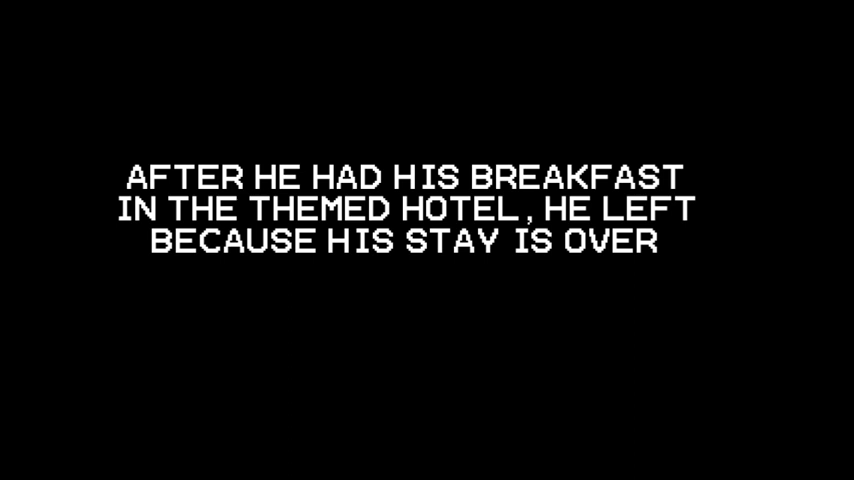 AFTER HE HAD HIS BREAKFAST
IN THE THEMED HOTEL, HE LEFT
BECAUSE HIS STAY IS OVER